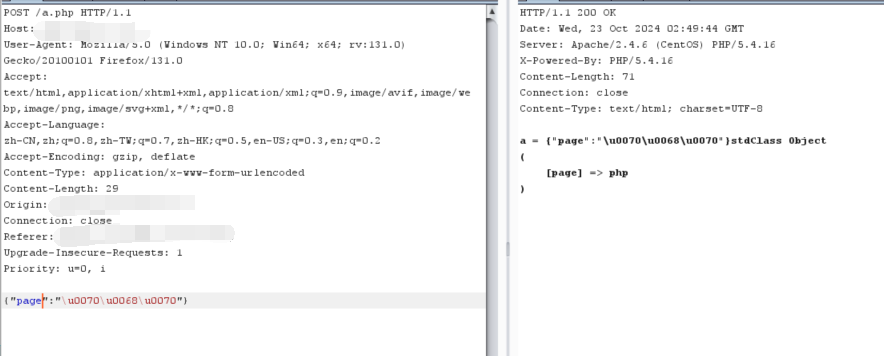 POST /a.php HTTP/1.1
Host:
User-Agent: Mozilla/5.0 (Windows NT 10.0; Win64; x64; rv:131.0)
Gecko/20100101 Firefox/131.0
Accept:
text/html,application/xhtml+xml,application/xml;q=0.9,image/avif,image/we
bp,image/png,image/svg+xml,*/*;q=0.8
Accept-Language:
zh-CN,zh;q=0.8,zh-TW;q=0.7,zh-HK;q=0.5,en-US;q=0.3,en;q=0.2
Accept-Encoding: gzip, deflate
Content-Type: application/x-www-form-urlencoded
Content-Length: 29
Origin:
Connection: close
Referer:
Upgrade-Insecure-Requests: 1
Priority: u=0, i
{"page":"\u0070\u0068\u0070"}
HTTP/1.1 200 OK
Date: Wed, 23 Oct 2024 02:49:44 GMT
Server: Apache/2.4.6 (CentOS) PHP/5.4.16
X-Powered-By: PHP/5.4.16
Content-Length: 71
Connection: close
Content-Type: text/html; charset=UTF-8
a = {"page":"\u0070\u0068\u0070"}stdClass Object
(
[page] => php
)